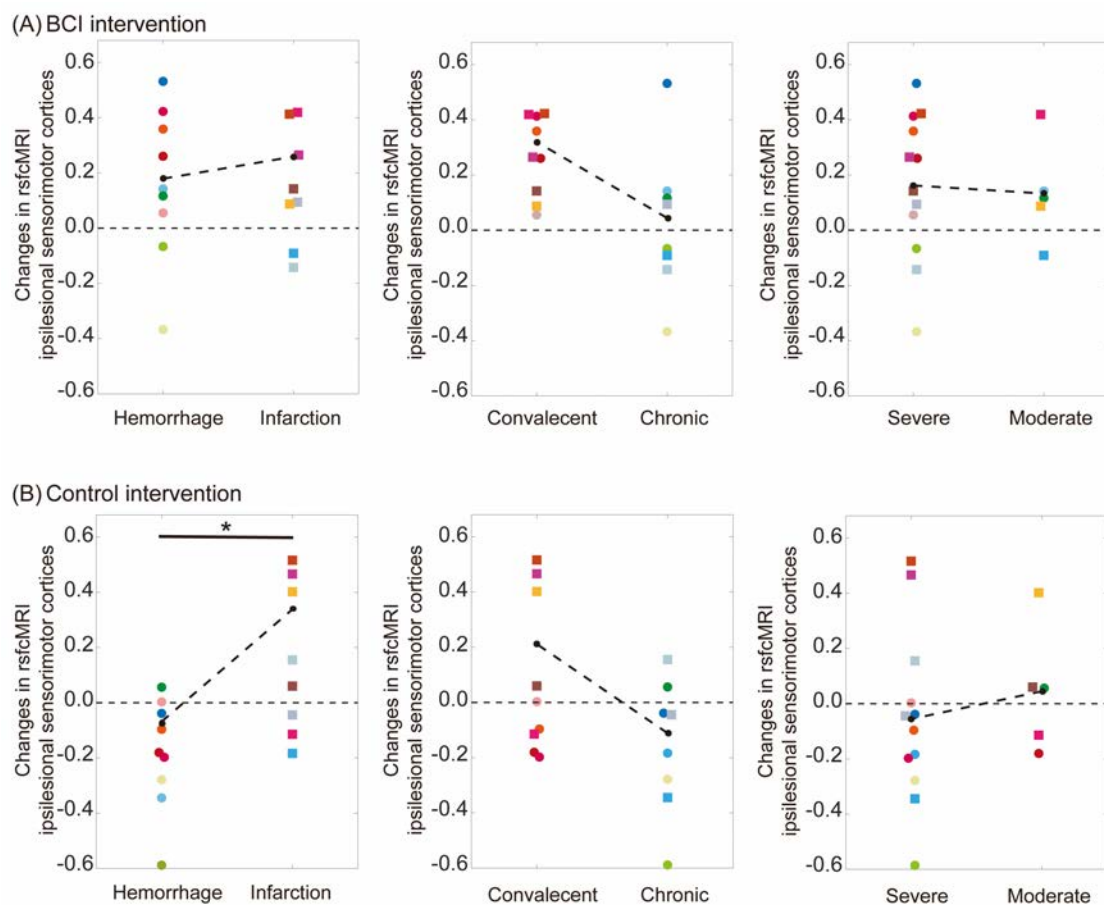 (A) BCI intervention
Changes in rsfcMRI
ipsilesional sensorimotor cortices
0.6
0.4
0.2
0.0
-0.2
-0.4
-0.6
Hemorrhage Infarction
Changes in rsfcMRI
ipsilesional sensorimotor cortices
0.6
0.4
0.2
0.0
-0.2
-0.4
-0.6
Convalecent Chronic
Changes in rsfcMRI
ipsilesional sensorimotor cortices
0.6
0.4
0.2
0.0
-0.2
-0.4
-0.6
Severe Moderate
(B) Control intervention
Changes in rsfcMRI
ipsilesional sensorimotor cortices
0.6
0.4
0.2
0.0
-0.2
-0.4
-0.6
*
Hemorrhage Infarction
Changes in rsfcMRI
ipsilesional sensorimotor cortices
0.6
0.4
0.2
0.0
-0.2
-0.4
-0.6
Convalecent Chronic
Changes in rsfcMRI
ipsilesional sensorimotor cortices
0.6
0.4
0.2
0.0
-0.2
-0.4
-0.6
Severe Moderate